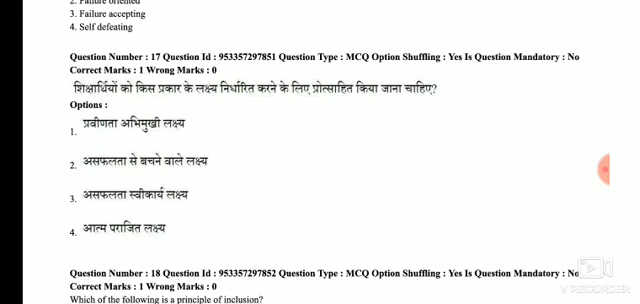 2. Failure oriented
3. Failure accepting
4. Self defeating
Question Number : 17 Question Id : 953357297851 Question Type : MCQ Option Shuffling : Yes Is Question Mandatory : No
Correct Marks : 1 Wrong Marks : 0
शिक्षार्थियों को किस प्रकार के लक्ष्य निर्धारित करने के लिए प्रोत्साहित किया जाना चाहिए?
Options :
1. प्रवीणता अभिमुखी लक्ष्य
2. असफलता से बचने वाले लक्ष्य
3. असफलता स्वीकार्य लक्ष्य
4. आत्म पराजित लक्ष्य
Question Number : 18 Question Id : 953357297852 Question Type : MCQ Option Shuffling : Yes Is Question Mandatory : No
Correct Marks : 1 Wrong Marks : 0
V RECORDER
Which of the following is a principle of inclusion?